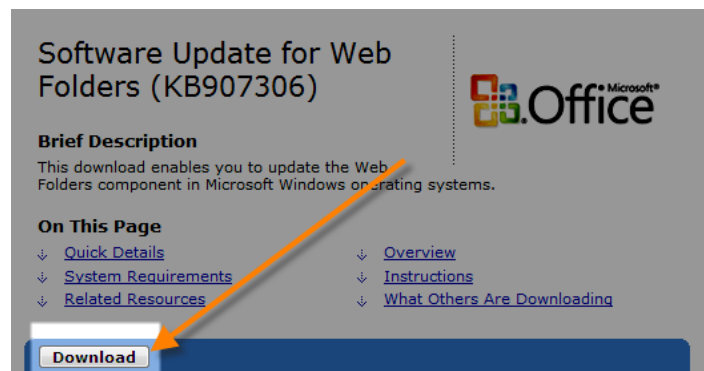 Software Update for Web
Folders (KB907306)
Microsoft®
Office
Brief Description
This download enables you to update the Web
Folders component in Microsoft Windows operating systems.
On This Page
Quick Details
Overview
System Requirements
Instructions
Related Resources
What Others Are Downloading
Download